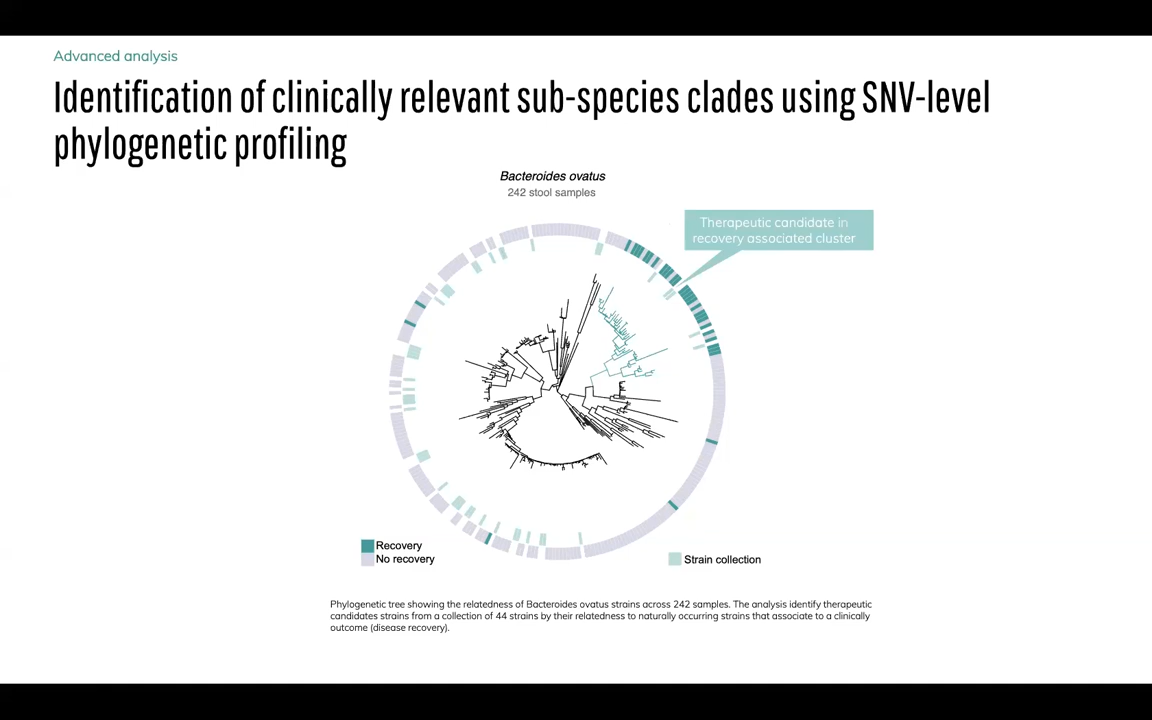 Advanced analysis
Identification of clinically relevant sub-species clades using SNV-level
phylogenetic profiling
Bacteroides ovatus
242 stool samples
Therapeutic candidate in
recovery associated cluster
Recovery
No recovery
Strain collection
Phylogenetic tree showing the relatedness of Bacteroides ovatus strains across 242 samples. The analysis identify therapeutic
candidates strains from a collection of 44 strains by their relatedness to naturally occurring strains that associate to a clinically
outcome (disease recovery).